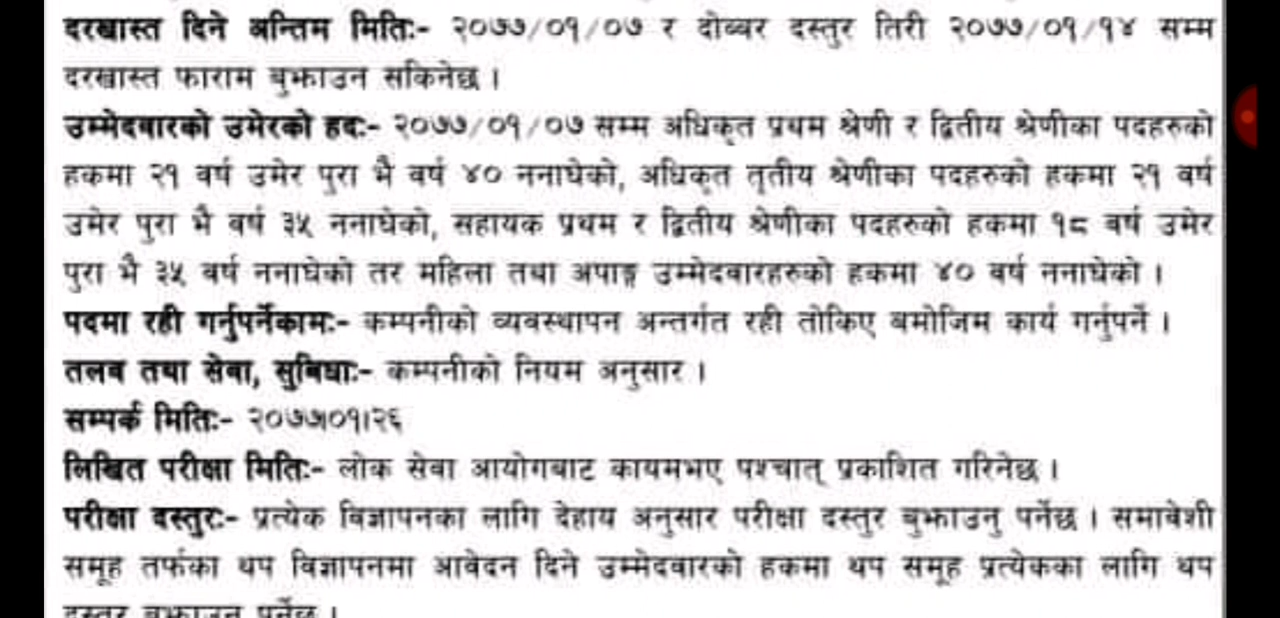 दरखास्त दिने अन्तिम मितिः- २०७७/०१/०७ र दोब्बर दस्तुर तिरी २०७७/०१/१४ सम्म
दरखास्त फाराम बुझाउन सकिनेछ ।
उम्मेदवारको उमेरको हदः- २०७७/०१/०७ सम्म अधिकृत प्रथम श्रेणी र द्वितीय श्रेणीका पदहरुको
हकमा २१ वर्ष उमेर पुरा भै वर्ष ४० ननाघेको, अधिकृत तृतीय श्रेणीका पदहरुको हकमा २१ वर्ष
उमेर पुरा भै वर्ष ३५ ननाघेको, सहायक प्रथम र द्वितीय श्रेणीका पदहरुको हकमा १८ वर्ष उमेर
पुरा भै ३५ वर्ष ननाघेको तर महिला तथा अपाङ्ग उम्मेदवारहरुको हकमा ४० वर्ष ननाघेको ।
पदमा रही गर्नुपर्नेकामः- कम्पनीको व्यवस्थापन अन्तर्गत रही तोकिए बमोजिम कार्य गर्नुपर्ने ।
तलब तथा सेवा, सुविधाः- कम्पनीको नियम अनुसार ।
सम्पर्क मितिः- २०७७।०१।२६
लिखित परीक्षा मितिः- लोक सेवा आयोगबाट कायमभए पश्चात् प्रकाशित गरिनेछ ।
परीक्षा दस्तुरः- प्रत्येक विज्ञापनका लागि देहाय अनुसार परीक्षा दस्तुर बुझाउनु पर्नेछ । समावेशी
समूह तर्फका थप विज्ञापनमा आवेदन दिने उम्मेदवारको हकमा थप समूह प्रत्येकका लागि थप
दस्तुर बुझाउन पर्नेछ ।